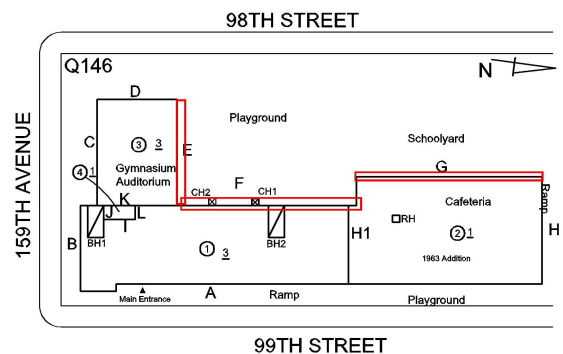 98TH STREET
Q146
N
D
Playground
Schoolyard
159TH AVENUE
C
3 3
E
Gymnasium
Auditorium
4 1
G
K
CH2
F
CH1
Cafeteria
Ramp
J L
I
RH
B
BH1
BH2
H1
H
1 3
2 1
1963 Addition
Main Entrance
A
Ramp
Playground
99TH STREET